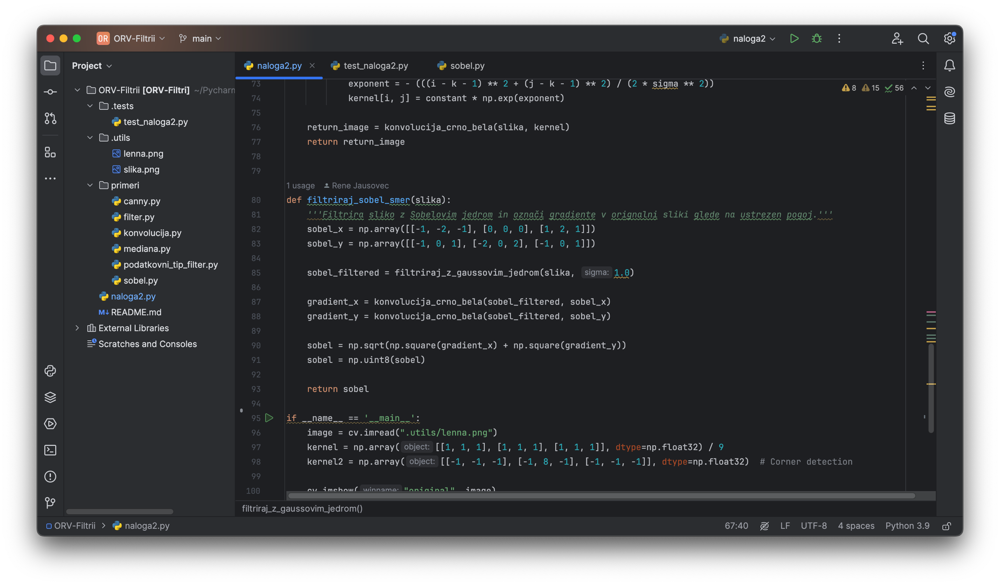 OR ORV-Filtrii main naloga2
Project
ORV-Filtrii [ORV-Filtri] ~/Pycharm
.tests
test_naloga2.py
.utils
lenna.png
slika.png
primeri
canny.py
filter.py
konvolucija.py
mediana.py
podatkovni_tip_filter.py
sobel.py
naloga2.py
M↓ README.md
External Libraries
Scratches and Consoles
naloga2.py test_naloga2.py sobel.py
8 15 56
73 exponent = - (((i - k - 1) ** 2 + (j - k - 1) ** 2) / (2 * sigma ** 2))
74 kernel[i, j] = constant * np.exp(exponent)
75
76 return_image = konvolucija_crno_bela(slika, kernel)
77 return return_image
78
79
1 usage Rene Jausovec
80 def filtriraj_sobel_smer(slika):
81 '''Filtrira sliko z Sobelovim jedrom in označi gradiente v orignalni sliki glede na ustrezen pogoj.'''
82 sobel_x = np.array([[-1, -2, -1], [0, 0, 0], [1, 2, 1]])
83 sobel_y = np.array([[-1, 0, 1], [-2, 0, 2], [-1, 0, 1]])
84
85 sobel_filtered = filtriraj_z_gaussovim_jedrom(slika, sigma: 1.0)
86
87 gradient_x = konvolucija_crno_bela(sobel_filtered, sobel_x)
88 gradient_y = konvolucija_crno_bela(sobel_filtered, sobel_y)
89
90 sobel = np.sqrt(np.square(gradient_x) + np.square(gradient_y))
91 sobel = np.uint8(sobel)
92
93 return sobel
94
95 if __name__ == '__main__':
96 image = cv.imread(".utils/lenna.png")
97 kernel = np.array( object: [[1, 1, 1], [1, 1, 1], [1, 1, 1]], dtype=np.float32) / 9
98 kernel2 = np.array( object: [[-1, -1, -1], [-1, 8, -1], [-1, -1, -1]], dtype=np.float32) # Corner detection
99
100 cv.imshow( winname: "original", image)
filtriraj_z_gaussovim_jedrom()
ORV-Filtrii > naloga2.py 67:40 LF UTF-8 4 spaces Python 3.9